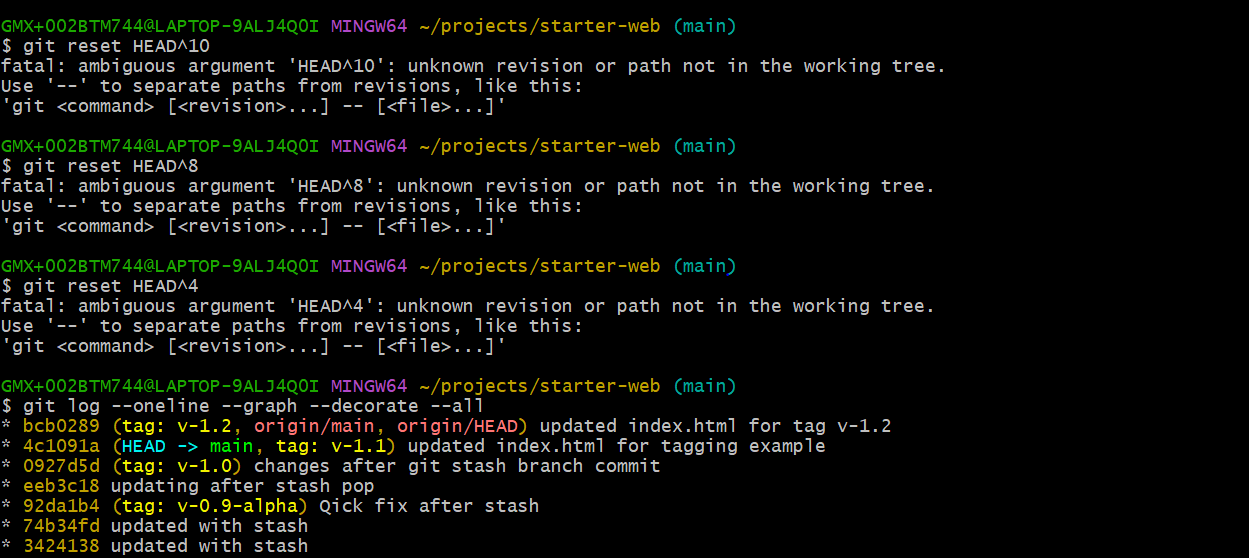 GMX+002BTM744@LAPTOP-9ALJ4Q0I MINGW64 ~/projects/starter-web (main)
$ git reset HEAD^10
fatal: ambiguous argument 'HEAD^10': unknown revision or path not in the working tree.
Use '--' to separate paths from revisions, like this:
'git <command> [<revision>...] -- [<file>...]'
GMX+002BTM744@LAPTOP-9ALJ4Q0I MINGW64 ~/projects/starter-web (main)
$ git reset HEAD^8
fatal: ambiguous argument 'HEAD^8': unknown revision or path not in the working tree.
Use '--' to separate paths from revisions, like this:
'git <command> [<revision>...] -- [<file>...]'
GMX+002BTM744@LAPTOP-9ALJ4Q0I MINGW64 ~/projects/starter-web (main)
$ git reset HEAD^4
fatal: ambiguous argument 'HEAD^4': unknown revision or path not in the working tree.
Use '--' to separate paths from revisions, like this:
'git <command> [<revision>...] -- [<file>...]'
GMX+002BTM744@LAPTOP-9ALJ4Q0I MINGW64 ~/projects/starter-web (main)
$ git log --oneline --graph --decorate --all
* bcb0289 (tag: v-1.2, origin/main, origin/HEAD) updated index.html for tag v-1.2
* 4c1091a (HEAD -> main, tag: v-1.1) updated index.html for tagging example
* 0927d5d (tag: v-1.0) changes after git stash branch commit
* eeb3c18 updating after stash pop
* 92da1b4 (tag: v-0.9-alpha) Qick fix after stash
* 74b34fd updated with stash
* 3424138 updated with stash